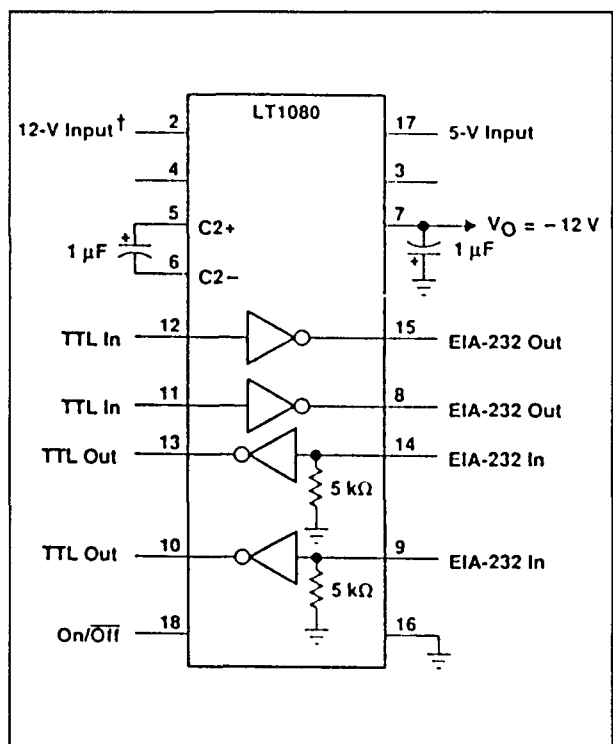 LT1080
12-V Input† 2
17 5-V Input
4
3
5 C2+
7 VO = −12 V
1 µF +
1 µF +
6 C2−
TTL In 12
15 EIA-232 Out
TTL In 11
8 EIA-232 Out
TTL Out 13
14 EIA-232 In
5 kΩ
TTL Out 10
9 EIA-232 In
5 kΩ
On/O̅f̅f̅ 18
16